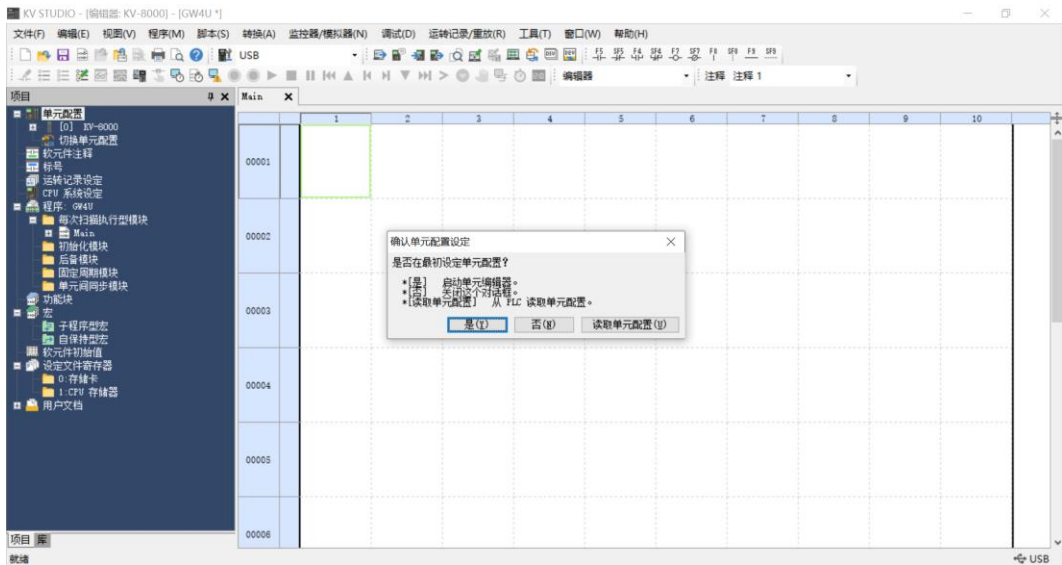 KV STUDIO - [编辑器: KV-8000] - [GW4U *]
文件(F) 编辑(E) 视图(V) 程序(M) 脚本(S) 转换(A) 监控器/模拟器(N) 调试(D) 运转记录/重放(R) 工具(T) 窗口(W) 帮助(H)
USB F5 SF5 F4 SF4 F7 SF7 F8 SF8 F9 SF9
编辑器 注释 注释 1
项目
Main
单元配置
[0] KV-8000
切换单元配置
软元件注释
标号
运转记录设定
CPU 系统设定
程序: GW4U
每次扫描执行型模块
Main
初始化模块
后备模块
固定周期模块
单元间同步模块
功能块
宏
子程序型宏
自保持型宏
软元件初始值
设定文件寄存器
0:存储卡
1:CPU 存储器
用户文档
项目 库
1 2 3 4 5 6 7 8 9 10
00001
00002
00003
00004
00005
00006
确认单元配置设定
是否在最初设定单元配置?
*[是] 启动单元编辑器。
*[否] 关闭这个对话框。
*[读取单元配置] 从 PLC 读取单元配置。
是(Y) 否(N) 读取单元配置(U)
就绪
USB